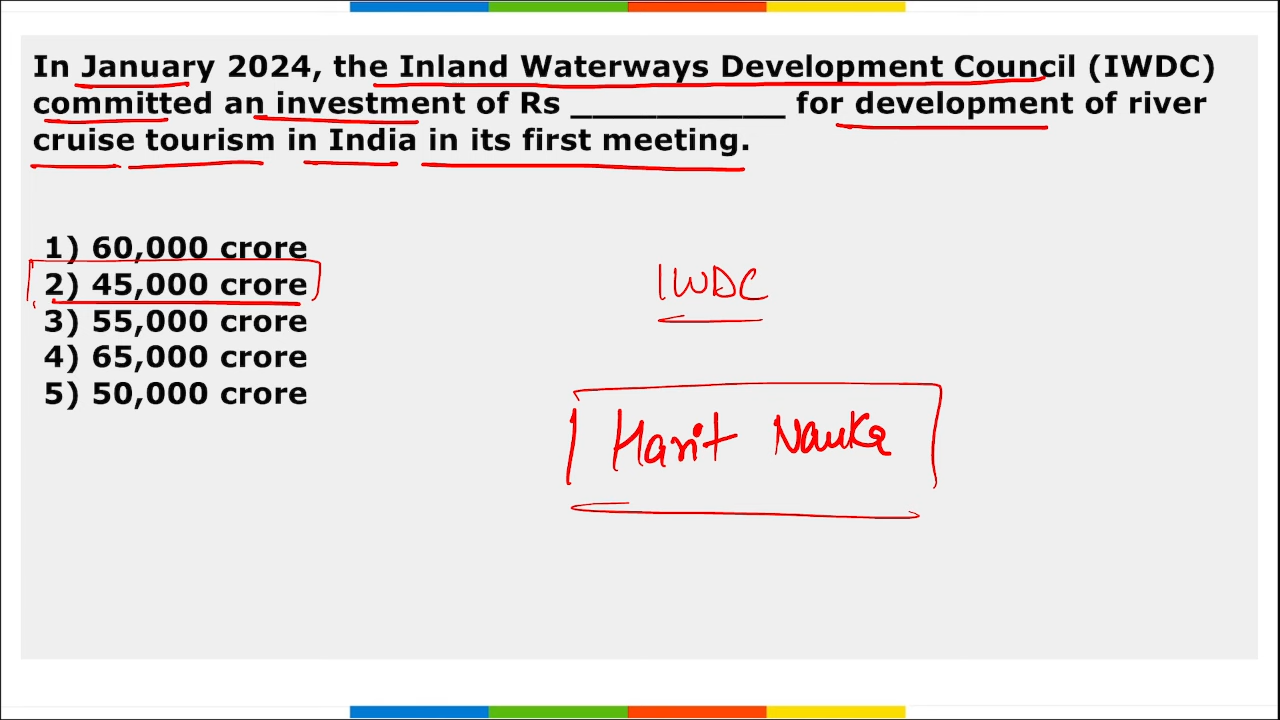 In January 2024, the Inland Waterways Development Council (IWDC)
committed an investment of Rs ____________ for development of river
cruise tourism in India in its first meeting.
1) 60,000 crore
2) 45,000 crore
3) 55,000 crore
4) 65,000 crore
5) 50,000 crore
IWDC
Harit Nauka